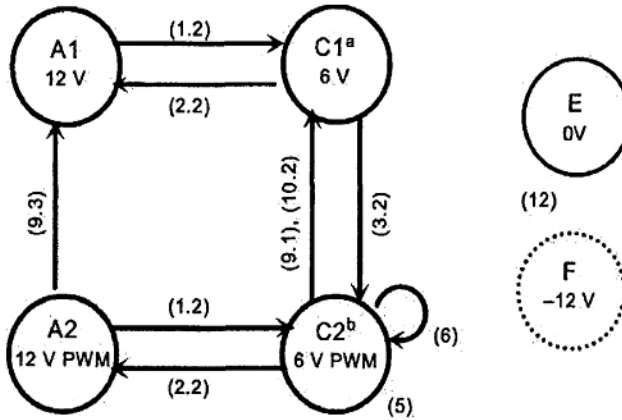 A1
12 V
(1.2)
(2.2)
C1ᵃ
6 V
E
0V
(9.3)
(9.1), (10.2)
(3.2)
(12)
F
–12 V
A2
12 V PWM
(1.2)
(2.2)
C2ᵇ
6 V PWM
(6)
(5)